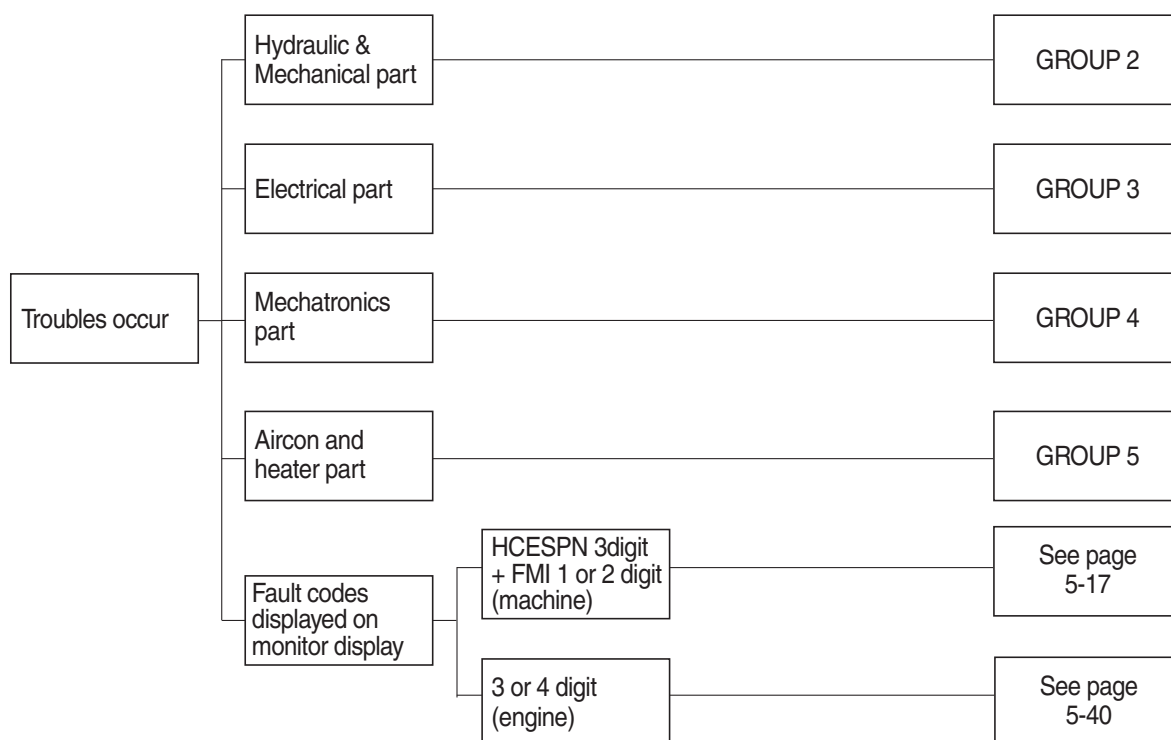 Hydraulic &
Mechanical part
GROUP 2
Electrical part
GROUP 3
Troubles occur
Mechatronics
part
GROUP 4
Aircon and
heater part
GROUP 5
Fault codes
displayed on
monitor display
HCESPN 3digit
+ FMI 1 or 2 digit
(machine)
See page
5-17
3 or 4 digit
(engine)
See page
5-40